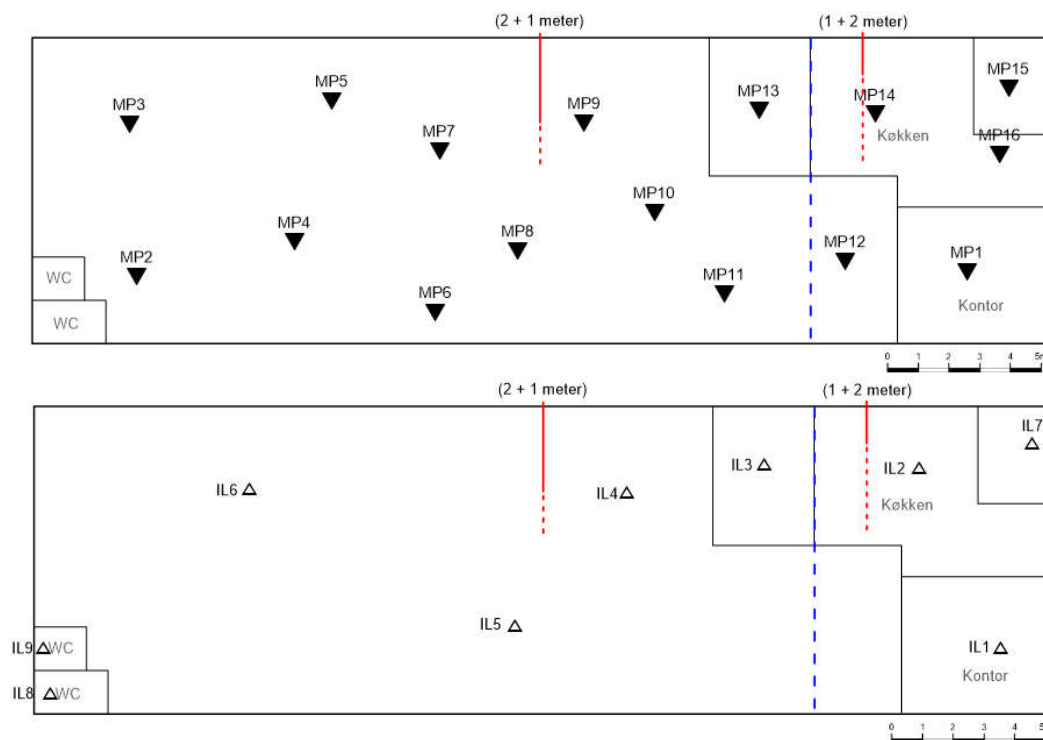 (2 + 1 meter)
(1 + 2 meter)
MP5
MP3
MP9
MP7
MP13
MP14
MP15
Køkken
MP16
MP10
MP4
MP8
MP2
MP12
MP6
MP11
MP1
WC
WC
Kontor
0 1 2 3 4 5m
(2 + 1 meter)
(1 + 2 meter)
IL7
IL6
IL4
IL3
IL2
Køkken
IL5
IL9
WC
IL1
Kontor
IL8
WC
0 1 2 3 4 5